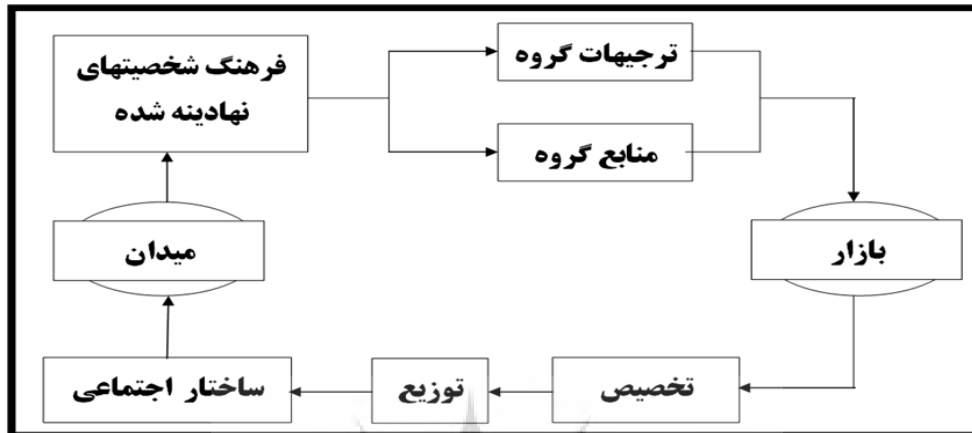 فرهنگ شخصیتهای
نهادینه شده
ترجیهات گروه
منابع گروه
میدان
بازار
ساختار اجتماعی
توزیع
تخصیص